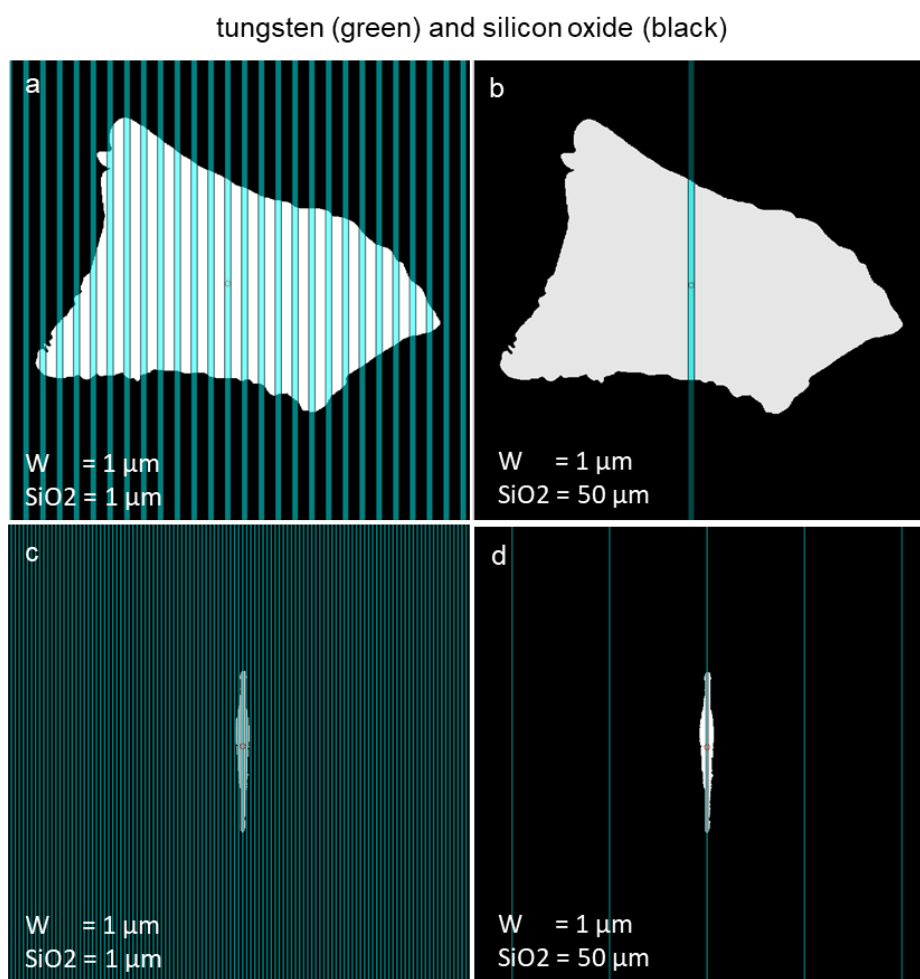 tungsten (green) and silicon oxide (black)
a
b
W = 1 μm
SiO2 = 1 μm
W = 1 μm
SiO2 = 50 μm
c
d
W = 1 μm
SiO2 = 1 μm
W = 1 μm
SiO2 = 50 μm